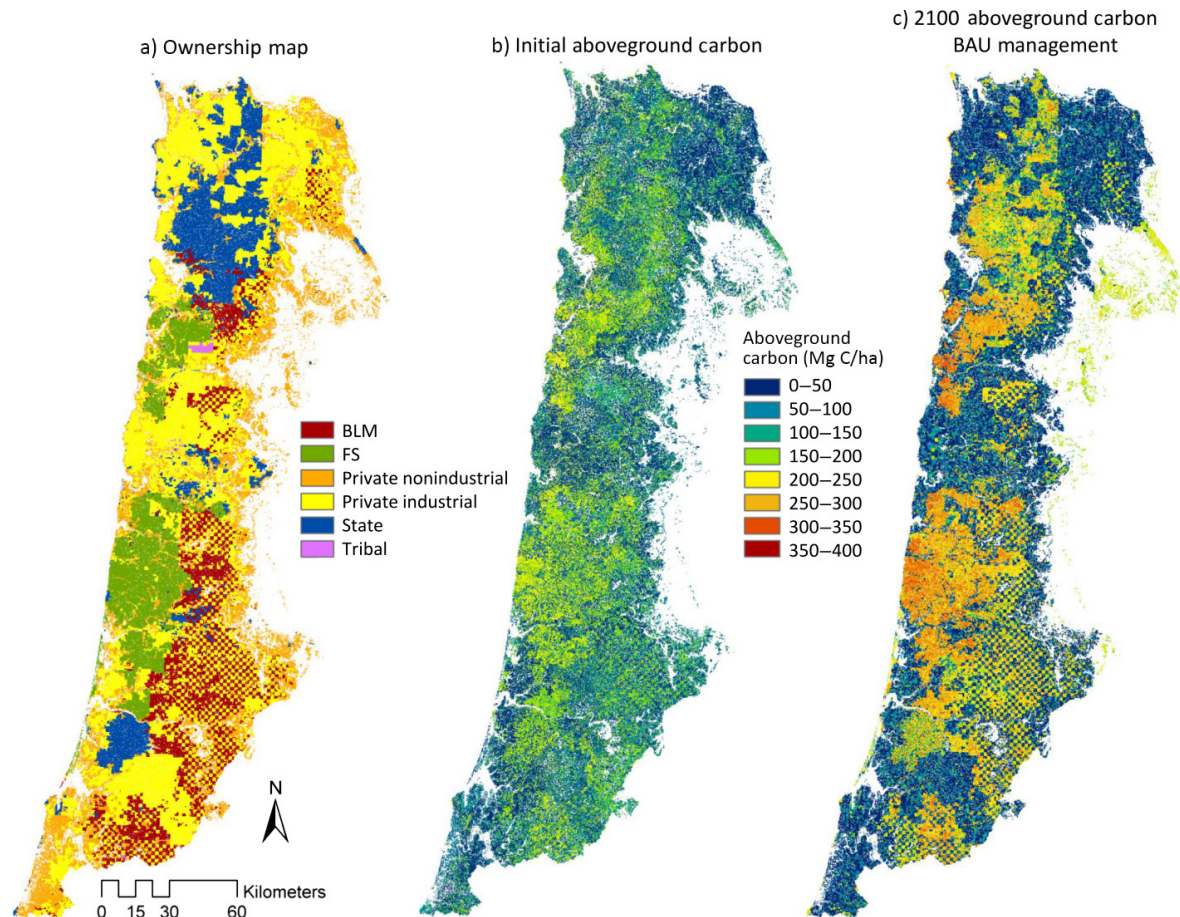 a) Ownership map
b) Initial aboveground carbon
c) 2100 aboveground carbon
BAU management
BLM
FS
Private nonindustrial
Private industrial
State
Tribal
N
Kilometers
0 15 30 60
Aboveground
carbon (Mg C/ha)
0–50
50–100
100–150
150–200
200–250
250–300
300–350
350–400